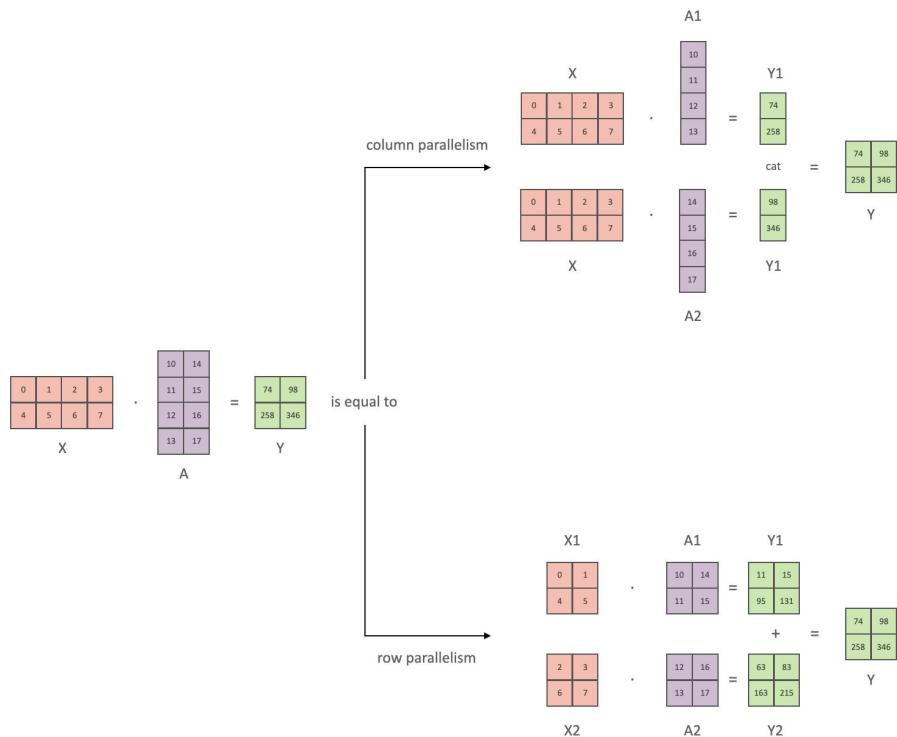 A1
10
X
11
Y1
0 1 2 3
12
74
4 5 6 7
·
13
=
258
column parallelism
cat
=
74 98
258 346
Y
0 1 2 3
14
98
4 5 6 7
·
15
=
346
X
16
Y1
17
A2
10 14
0 1 2 3
11 15
74 98
4 5 6 7
·
12 16
=
258 346
is equal to
X
13 17
Y
A
X1 A1 Y1
0 1
10 14
11 15
4 5
·
11 15
=
95 131
+
=
74 98
258 346
Y
row parallelism
2 3
12 16
63 83
6 7
·
13 17
=
163 215
X2 A2 Y2